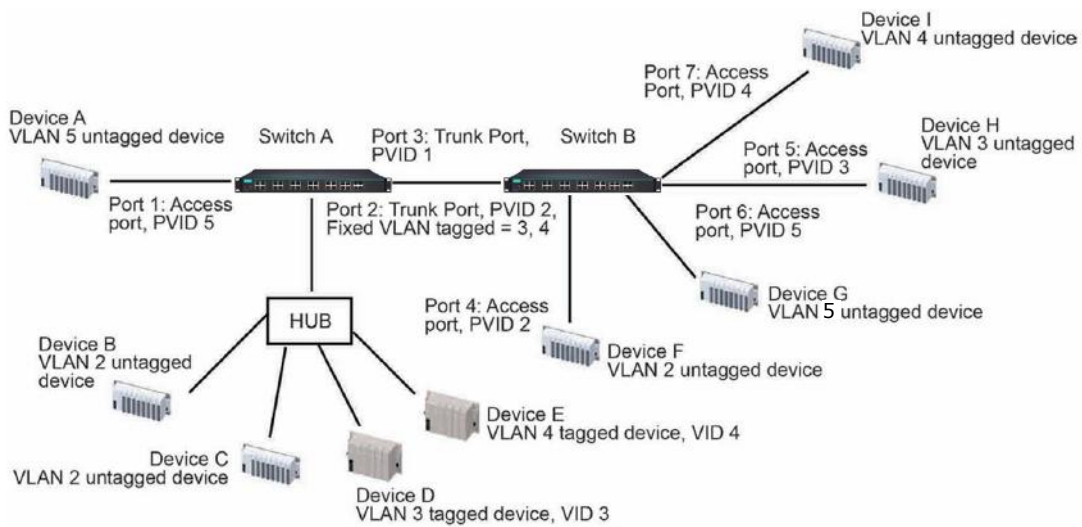 Device I
VLAN 4 untagged device
Port 7: Access
Port, PVID 4
Device A
VLAN 5 untagged device
Switch A
Port 3: Trunk Port,
PVID 1
Switch B
Port 5: Access
port, PVID 3
Device H
VLAN 3 untagged
device
Port 1: Access
port, PVID 5
Port 2: Trunk Port, PVID 2,
Fixed VLAN tagged = 3, 4
Port 6: Access
port, PVID 5
HUB
Port 4: Access
port, PVID 2
Device G
VLAN 5 untagged device
Device B
VLAN 2 untagged
device
Device F
VLAN 2 untagged device
Device E
VLAN 4 tagged device, VID 4
Device C
VLAN 2 untagged device
Device D
VLAN 3 tagged device, VID 3